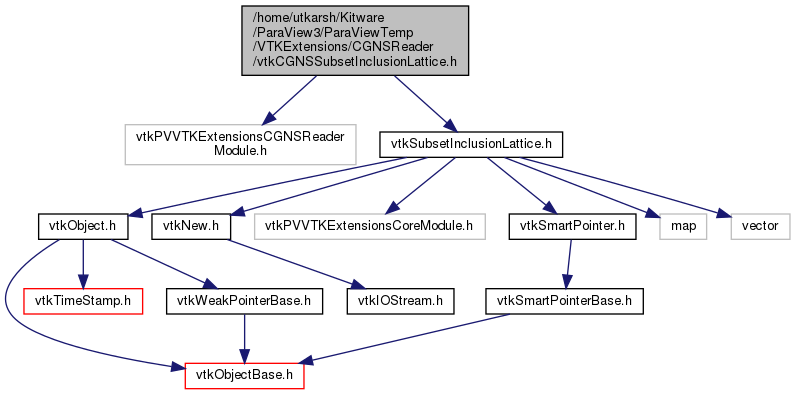 /home/utkarsh/Kitware
/ParaView3/ParaViewTemp
/VTKExtensions/CGNSReader
/vtkCGNSSubsetInclusionLattice.h
vtkPVVTKExtensionsCGNSReader
Module.h
vtkSubsetInclusionLattice.h
vtkObject.h
vtkNew.h
vtkPVVTKExtensionsCoreModule.h
vtkSmartPointer.h
map
vector
vtkTimeStamp.h
vtkWeakPointerBase.h
vtkIOStream.h
vtkSmartPointerBase.h
vtkObjectBase.h